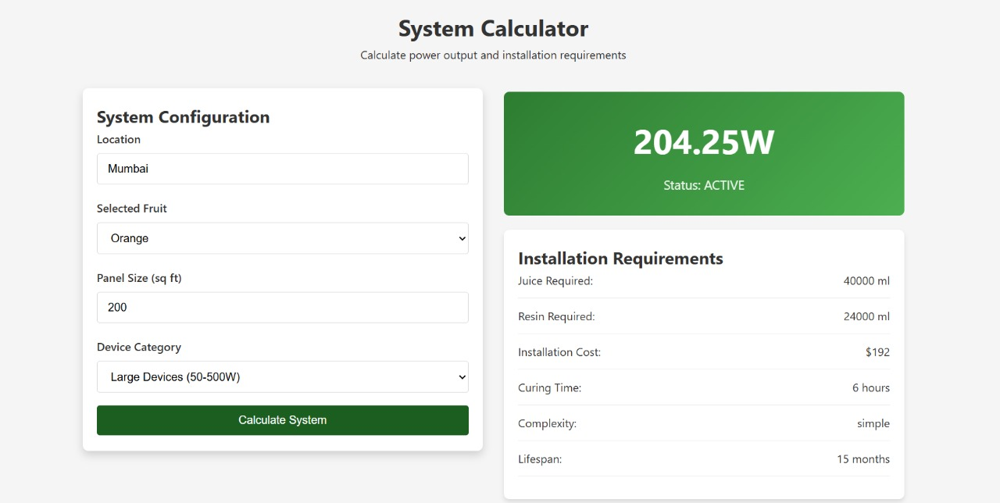 System Calculator
Calculate power output and installation requirements
System Configuration
Location
Mumbai
Selected Fruit
Orange
Panel Size (sq ft)
200
Device Category
Large Devices (50-500W)
Calculate System
204.25W
Status: ACTIVE
Installation Requirements
Juice Required: 40000 ml
Resin Required: 24000 ml
Installation Cost: $192
Curing Time: 6 hours
Complexity: simple
Lifespan: 15 months